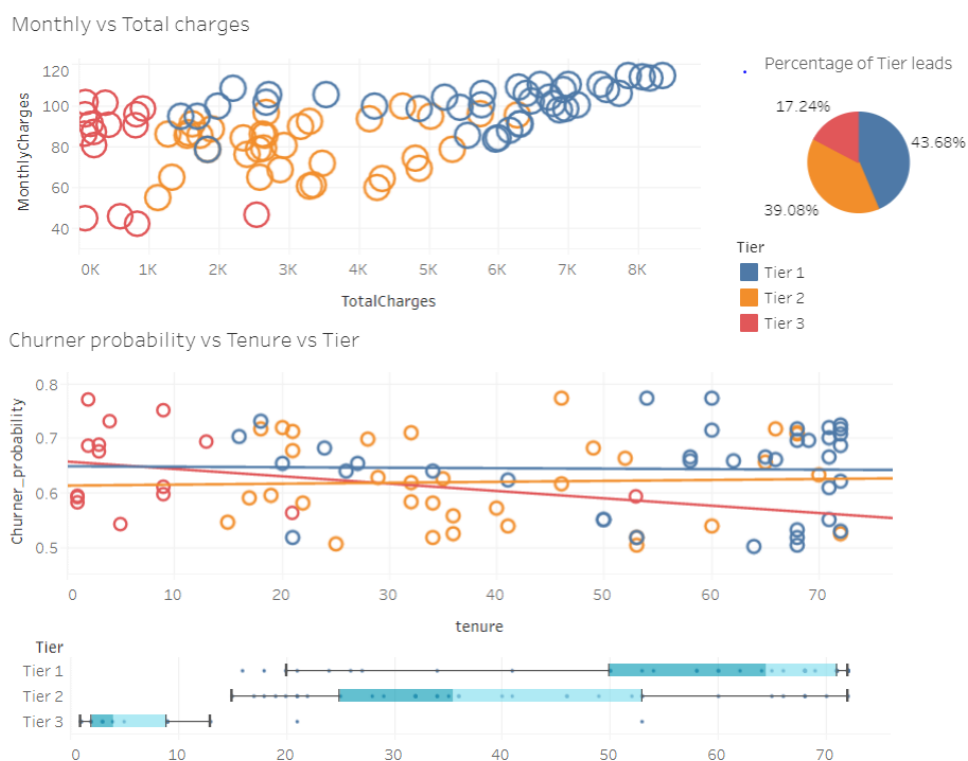 Monthly vs Total charges
MonthlyCharges
120
100
80
60
40
0K 1K 2K 3K 4K 5K 6K 7K 8K
TotalCharges
Percentage of Tier leads
17.24%
43.68%
39.08%
Tier
Tier 1
Tier 2
Tier 3
Churner probability vs Tenure vs Tier
Churner_probability
0.8
0.7
0.6
0.5
0 10 20 30 40 50 60 70
tenure
Tier
Tier 1
Tier 2
Tier 3
0 10 20 30 40 50 60 70